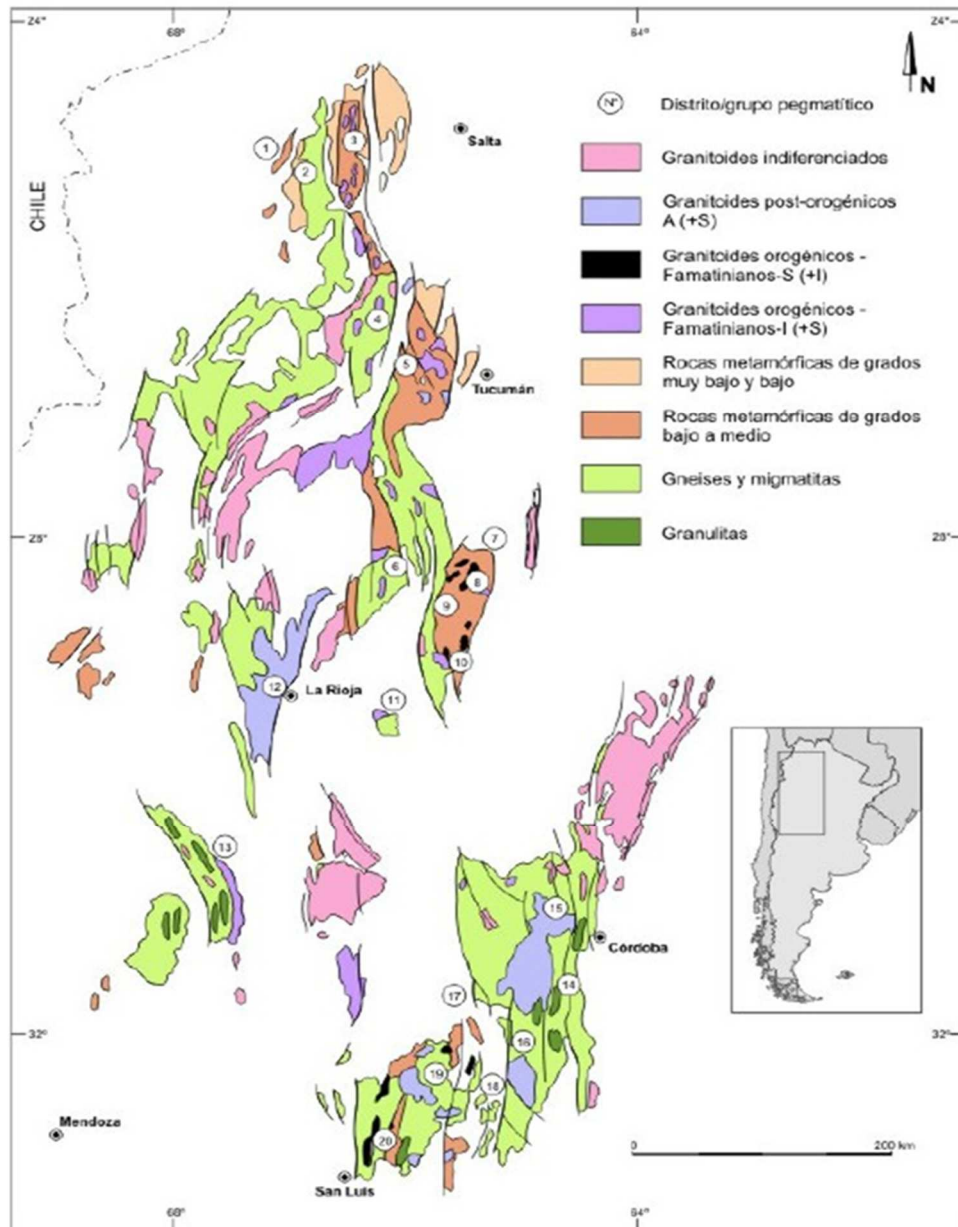 24°
68°
64°
24°
N
CHILE
Salta
N°
Distrito/grupo pegmatítico
Granitoides indiferenciados
Granitoides post-orogénicos
A (+S)
Granitoides orogénicos -
Famatinianos-S (+I)
Granitoides orogénicos -
Famatinianos-I (+S)
Rocas metamórficas de grados
muy bajo y bajo
Rocas metamórficas de grados
bajo a medio
Gneises y migmatitas
Granulitas
1
2
3
4
5
Tucumán
28°
28°
6
7
8
9
10
11
12
La Rioja
13
14
15
Córdoba
16
17
18
19
20
32°
32°
Mendoza
San Luis
0
200 km
68°
64°